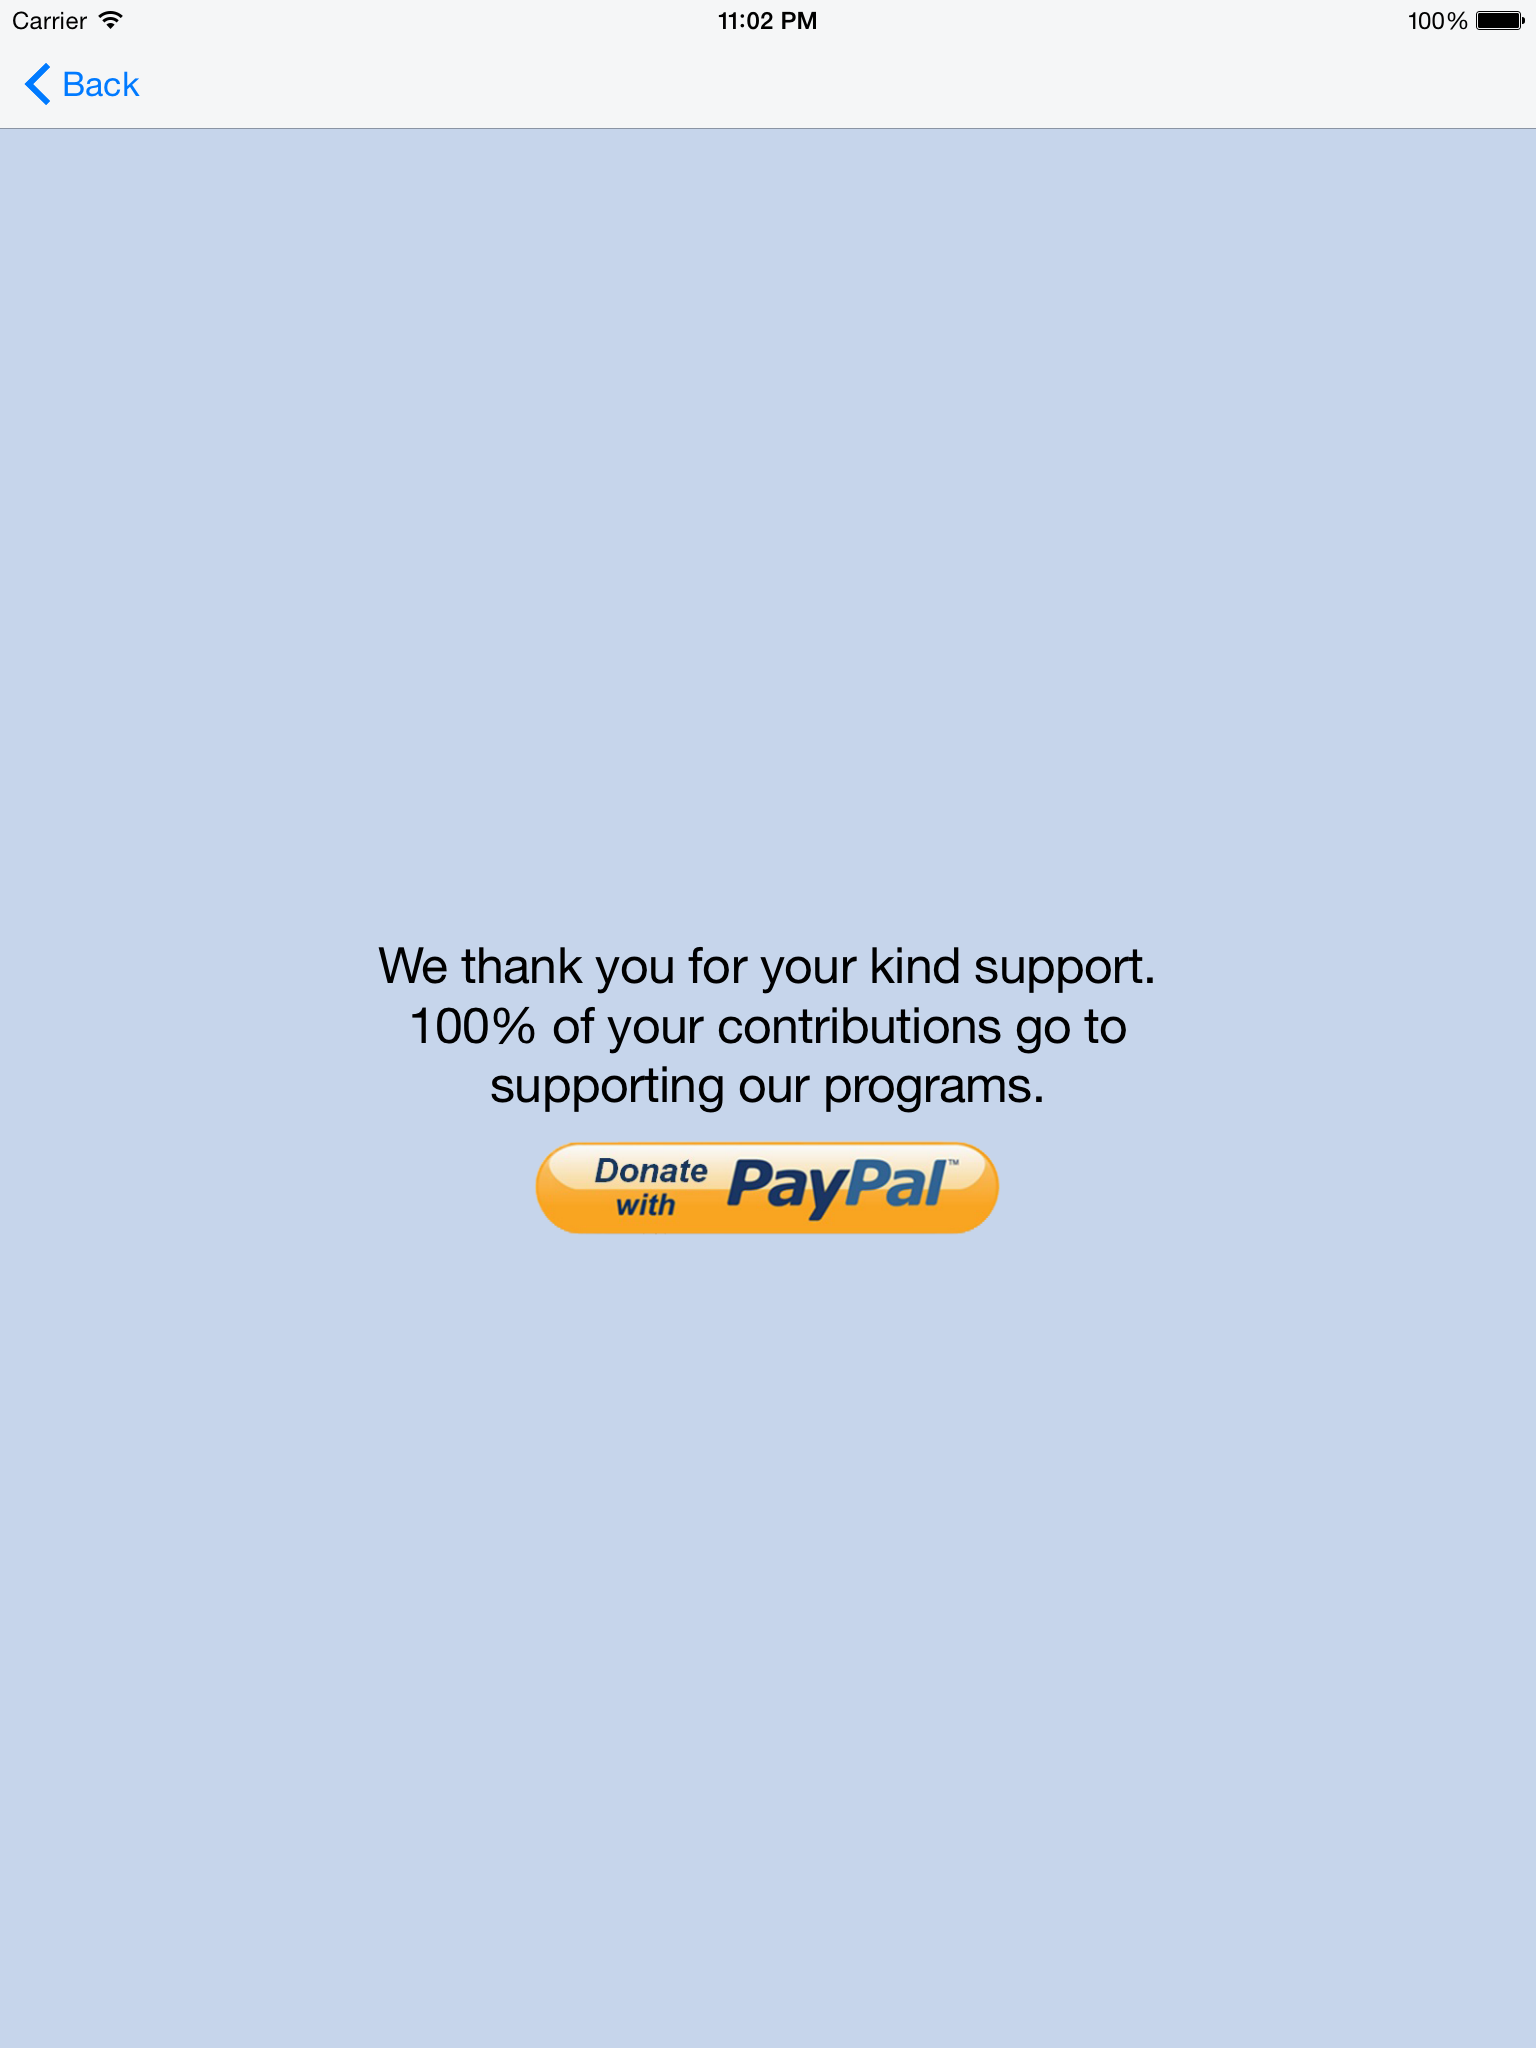 Carrier 11:02 PM 100%
Back
We thank you for your kind support.
100% of your contributions go to
supporting our programs.
Donate
with PayPal™